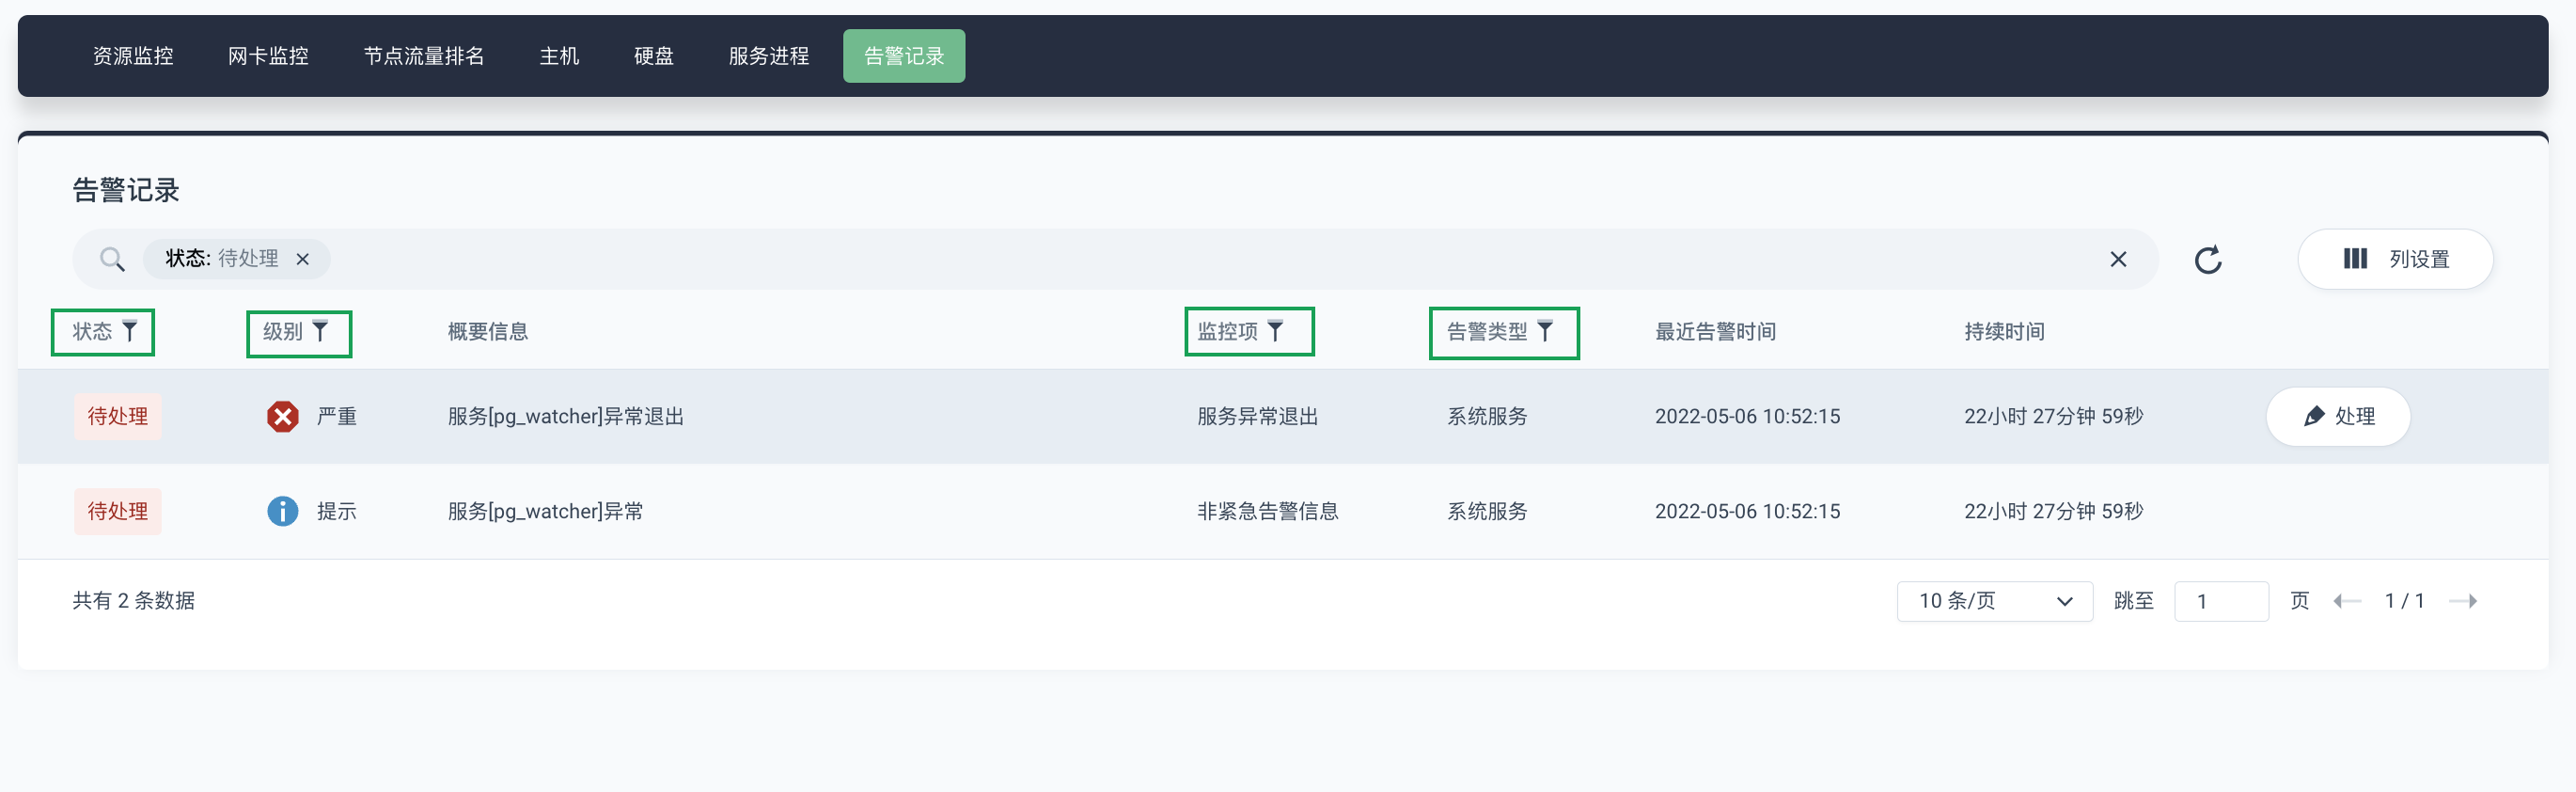 资源监控 网卡监控 节点流量排名 主机 硬盘 服务进程 告警记录
告警记录
状态: 待处理 列设置
状态 级别 概要信息 监控项 告警类型 最近告警时间 持续时间
待处理 严重 服务[pg_watcher]异常退出 服务异常退出 系统服务 2022-05-06 10:52:15 22小时 27分钟 59秒 处理
待处理 提示 服务[pg_watcher]异常 非紧急告警信息 系统服务 2022-05-06 10:52:15 22小时 27分钟 59秒
共有 2 条数据 10 条/页 跳至 1 页 1 / 1